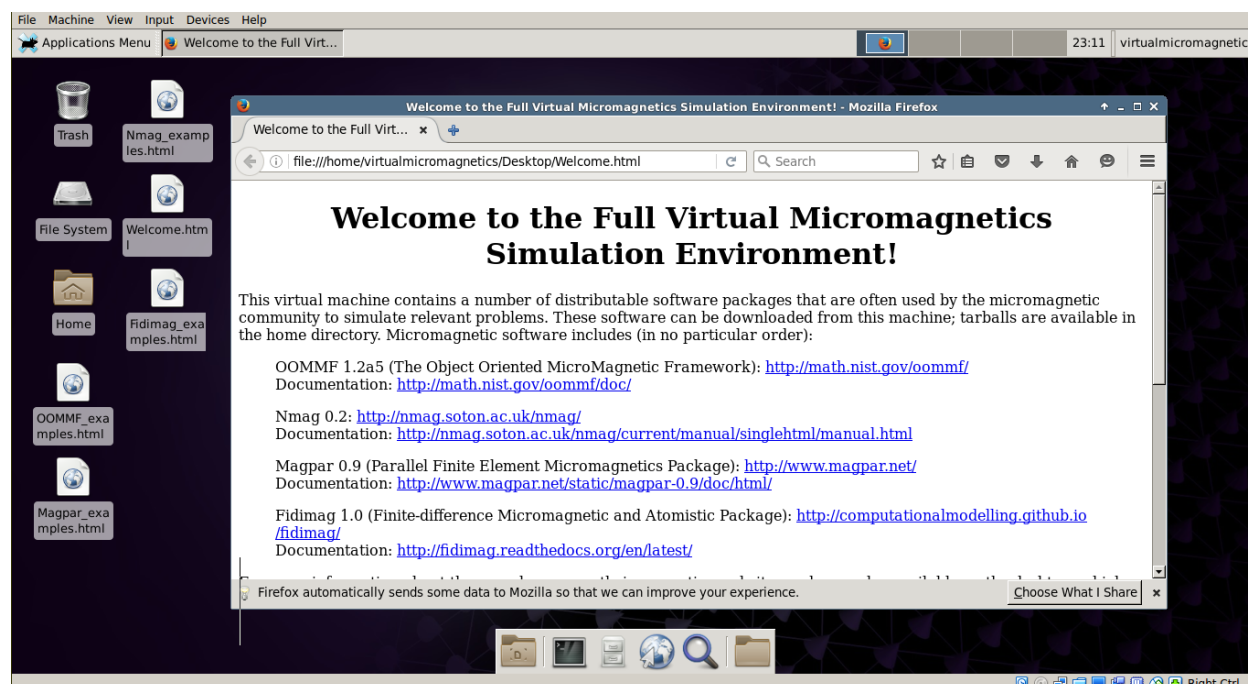 File Machine View Input Devices Help
Applications Menu Welcome to the Full Virt... 23:11 virtualmicromagnetic
Trash
Nmag_examp
les.html
File System
Welcome.htm
l
Home
Fidimag_exa
mples.html
OOMMF_exa
mples.html
Magpar_exa
mples.html
Welcome to the Full Virtual Micromagnetics Simulation Environment! - Mozilla Firefox
Welcome to the Full Virt...
file:///home/virtualmicromagnetics/Desktop/Welcome.html Search
Welcome to the Full Virtual Micromagnetics
Simulation Environment!
This virtual machine contains a number of distributable software packages that are often used by the micromagnetic
community to simulate relevant problems. These software can be downloaded from this machine; tarballs are available in
the home directory. Micromagnetic software includes (in no particular order):
OOMMF 1.2a5 (The Object Oriented MicroMagnetic Framework): http://math.nist.gov/oommf/
Documentation: http://math.nist.gov/oommf/doc/
Nmag 0.2: http://nmag.soton.ac.uk/nmag/
Documentation: http://nmag.soton.ac.uk/nmag/current/manual/singlehtml/manual.html
Magpar 0.9 (Parallel Finite Element Micromagnetics Package): http://www.magpar.net/
Documentation: http://www.magpar.net/static/magpar-0.9/doc/html/
Fidimag 1.0 (Finite-difference Micromagnetic and Atomistic Package): http://computationalmodelling.github.io
/fidimag/
Documentation: http://fidimag.readthedocs.org/en/latest/
Firefox automatically sends some data to Mozilla so that we can improve your experience. Choose What I Share
Right Ctrl